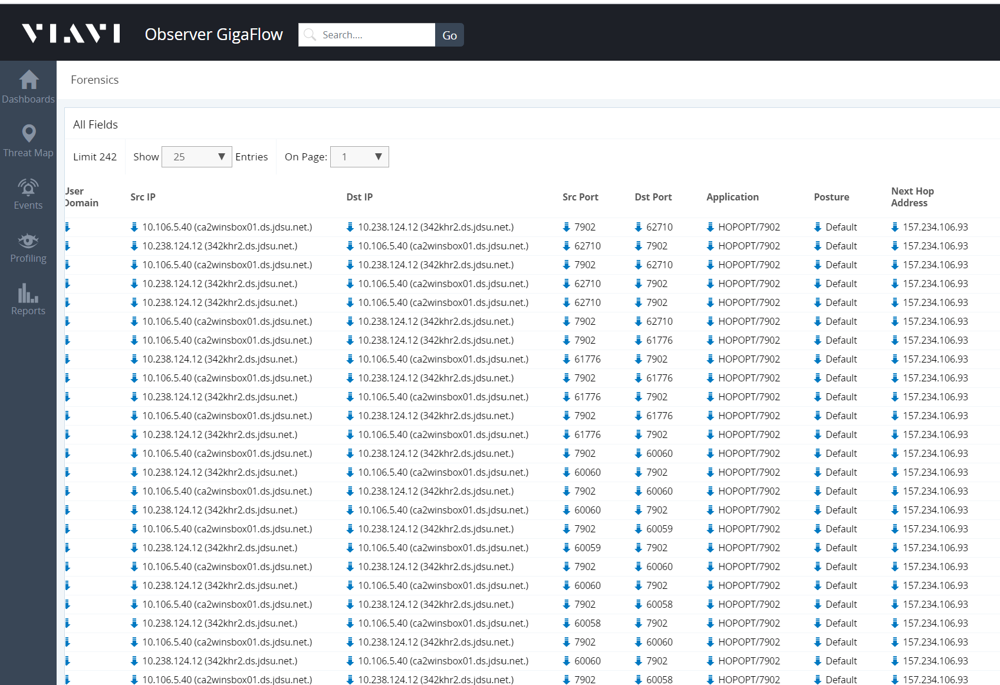 VIAVI Observer GigaFlow Search.... Go
Forensics
Dashboards
All Fields
Threat Map
Limit 242 Show 25 Entries On Page: 1
Events
Profiling
Reports
User Domain Src IP Dst IP Src Port Dst Port Application Posture Next Hop Address
10.106.5.40 (ca2winsbox01.ds.jdsu.net.) 10.238.124.12 (342khr2.ds.jdsu.net.) 7902 62710 HOPOPT/7902 Default 157.234.106.93
10.238.124.12 (342khr2.ds.jdsu.net.) 10.106.5.40 (ca2winsbox01.ds.jdsu.net.) 62710 7902 HOPOPT/7902 Default 157.234.106.93
10.106.5.40 (ca2winsbox01.ds.jdsu.net.) 10.238.124.12 (342khr2.ds.jdsu.net.) 7902 62710 HOPOPT/7902 Default 157.234.106.93
10.238.124.12 (342khr2.ds.jdsu.net.) 10.106.5.40 (ca2winsbox01.ds.jdsu.net.) 62710 7902 HOPOPT/7902 Default 157.234.106.93
10.238.124.12 (342khr2.ds.jdsu.net.) 10.106.5.40 (ca2winsbox01.ds.jdsu.net.) 62710 7902 HOPOPT/7902 Default 157.234.106.93
10.106.5.40 (ca2winsbox01.ds.jdsu.net.) 10.238.124.12 (342khr2.ds.jdsu.net.) 7902 62710 HOPOPT/7902 Default 157.234.106.93
10.106.5.40 (ca2winsbox01.ds.jdsu.net.) 10.238.124.12 (342khr2.ds.jdsu.net.) 7902 61776 HOPOPT/7902 Default 157.234.106.93
10.238.124.12 (342khr2.ds.jdsu.net.) 10.106.5.40 (ca2winsbox01.ds.jdsu.net.) 61776 7902 HOPOPT/7902 Default 157.234.106.93
10.106.5.40 (ca2winsbox01.ds.jdsu.net.) 10.238.124.12 (342khr2.ds.jdsu.net.) 7902 61776 HOPOPT/7902 Default 157.234.106.93
10.238.124.12 (342khr2.ds.jdsu.net.) 10.106.5.40 (ca2winsbox01.ds.jdsu.net.) 61776 7902 HOPOPT/7902 Default 157.234.106.93
10.106.5.40 (ca2winsbox01.ds.jdsu.net.) 10.238.124.12 (342khr2.ds.jdsu.net.) 7902 61776 HOPOPT/7902 Default 157.234.106.93
10.238.124.12 (342khr2.ds.jdsu.net.) 10.106.5.40 (ca2winsbox01.ds.jdsu.net.) 61776 7902 HOPOPT/7902 Default 157.234.106.93
10.106.5.40 (ca2winsbox01.ds.jdsu.net.) 10.238.124.12 (342khr2.ds.jdsu.net.) 7902 60060 HOPOPT/7902 Default 157.234.106.93
10.238.124.12 (342khr2.ds.jdsu.net.) 10.106.5.40 (ca2winsbox01.ds.jdsu.net.) 60060 7902 HOPOPT/7902 Default 157.234.106.93
10.106.5.40 (ca2winsbox01.ds.jdsu.net.) 10.238.124.12 (342khr2.ds.jdsu.net.) 7902 60060 HOPOPT/7902 Default 157.234.106.93
10.238.124.12 (342khr2.ds.jdsu.net.) 10.106.5.40 (ca2winsbox01.ds.jdsu.net.) 60060 7902 HOPOPT/7902 Default 157.234.106.93
10.106.5.40 (ca2winsbox01.ds.jdsu.net.) 10.238.124.12 (342khr2.ds.jdsu.net.) 7902 60059 HOPOPT/7902 Default 157.234.106.93
10.238.124.12 (342khr2.ds.jdsu.net.) 10.106.5.40 (ca2winsbox01.ds.jdsu.net.) 60059 7902 HOPOPT/7902 Default 157.234.106.93
10.106.5.40 (ca2winsbox01.ds.jdsu.net.) 10.238.124.12 (342khr2.ds.jdsu.net.) 7902 60060 HOPOPT/7902 Default 157.234.106.93
10.238.124.12 (342khr2.ds.jdsu.net.) 10.106.5.40 (ca2winsbox01.ds.jdsu.net.) 60060 7902 HOPOPT/7902 Default 157.234.106.93
10.106.5.40 (ca2winsbox01.ds.jdsu.net.) 10.238.124.12 (342khr2.ds.jdsu.net.) 7902 60058 HOPOPT/7902 Default 157.234.106.93
10.238.124.12 (342khr2.ds.jdsu.net.) 10.106.5.40 (ca2winsbox01.ds.jdsu.net.) 60058 7902 HOPOPT/7902 Default 157.234.106.93
10.106.5.40 (ca2winsbox01.ds.jdsu.net.) 10.238.124.12 (342khr2.ds.jdsu.net.) 7902 60060 HOPOPT/7902 Default 157.234.106.93
10.238.124.12 (342khr2.ds.jdsu.net.) 10.106.5.40 (ca2winsbox01.ds.jdsu.net.) 60060 7902 HOPOPT/7902 Default 157.234.106.93
10.106.5.40 (ca2winsbox01.ds.jdsu.net.) 10.238.124.12 (342khr2.ds.jdsu.net.) 7902 60058 HOPOPT/7902 Default 157.234.106.93